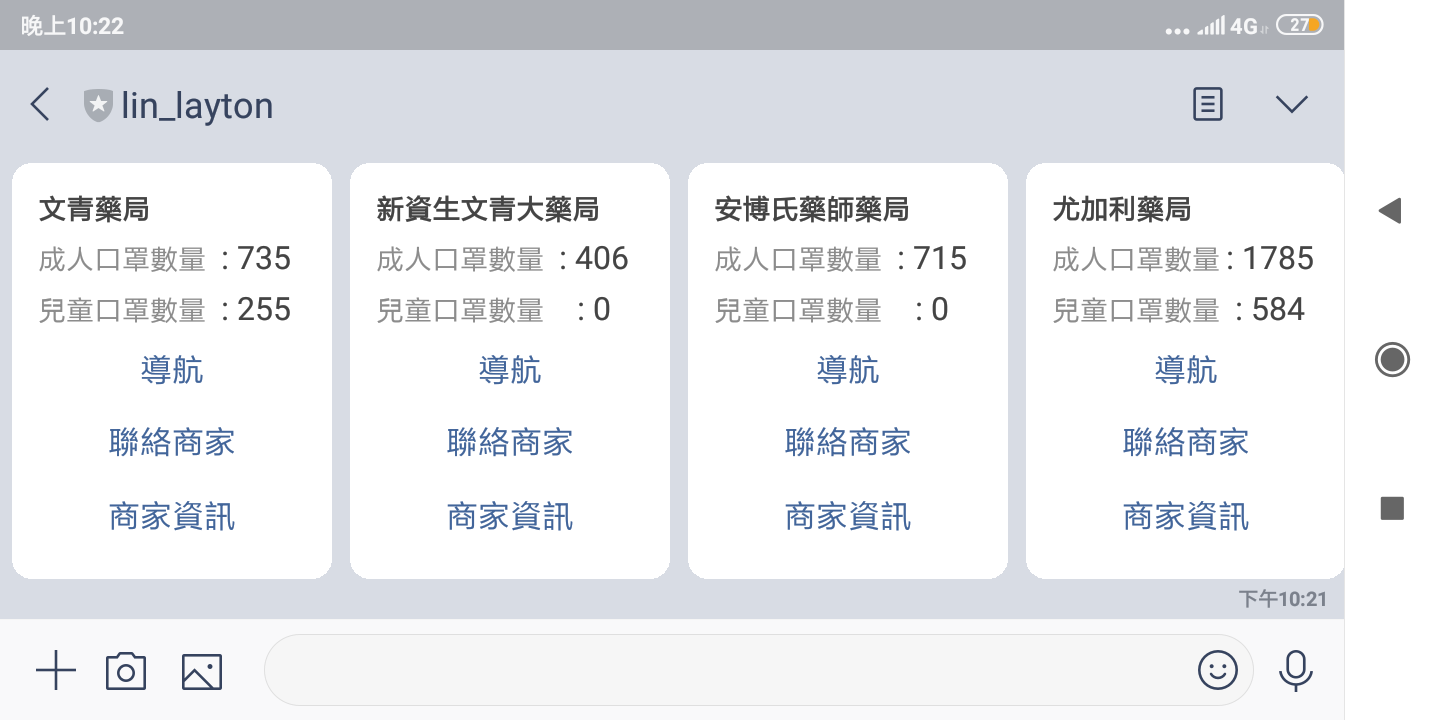 晚上10:22
4G
27
lin_layton
文青藥局
成人口罩數量 : 735
兒童口罩數量 : 255
導航
聯絡商家
商家資訊
新資生文青大藥局
成人口罩數量 : 406
兒童口罩數量 : 0
導航
聯絡商家
商家資訊
安博氏藥師藥局
成人口罩數量 : 715
兒童口罩數量 : 0
導航
聯絡商家
商家資訊
尤加利藥局
成人口罩數量 : 1785
兒童口罩數量 : 584
導航
聯絡商家
商家資訊
下午10:21